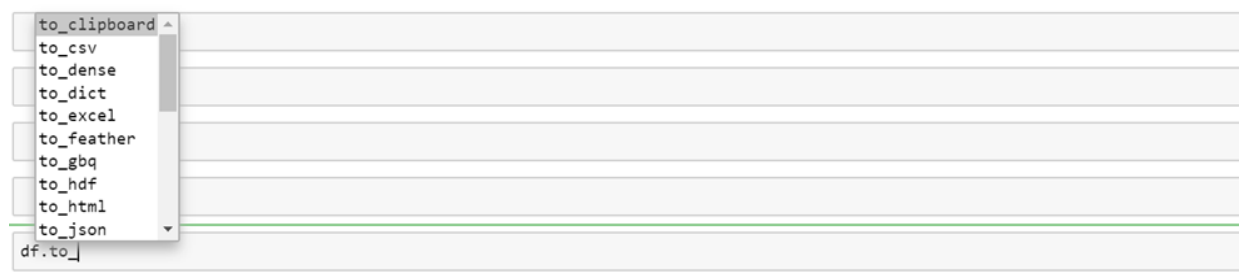 to_clipboard
to_csv
to_dense
to_dict
to_excel
to_feather
to_gbq
to_hdf
to_html
to_json
df.to_